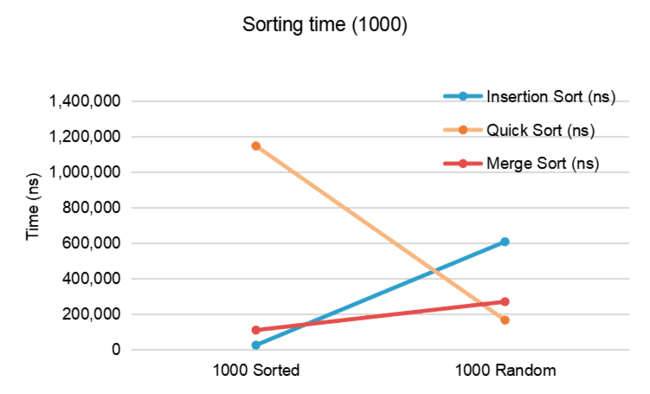 Sorting time (1000)
1,400,000
1,200,000
1,000,000
800,000
600,000
400,000
200,000
0
Time (ns)
Insertion Sort (ns)
Quick Sort (ns)
Merge Sort (ns)
1000 Sorted
1000 Random